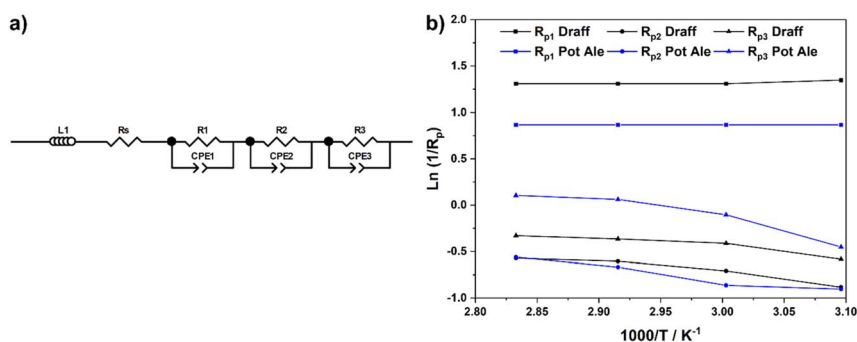 a)
L1 Rs R1 R2 R3
CPE1 CPE2 CPE3
b)
2.0
1.5
1.0
0.5
0.0
-0.5
-1.0
Ln (1/Rp)
Rp1 Draff Rp2 Draff Rp3 Draff
Rp1 Pot Ale Rp2 Pot Ale Rp3 Pot Ale
2.80 2.85 2.90 2.95 3.00 3.05 3.10
1000/T / K-1